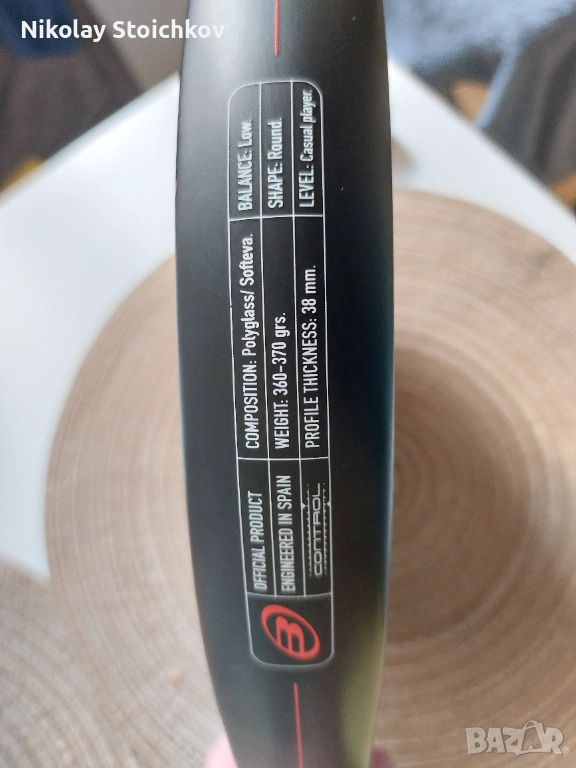 Nikolay Stoichkov
OFFICIAL PRODUCT
ENGINEERED IN SPAIN
CONTROL
COMPOSITION: Polyglass/ Softeva.
WEIGHT: 360-370 grs.
PROFILE THICKNESS: 38 mm.
BALANCE: Low.
SHAPE: Round.
LEVEL: Casual player.
BAZAR